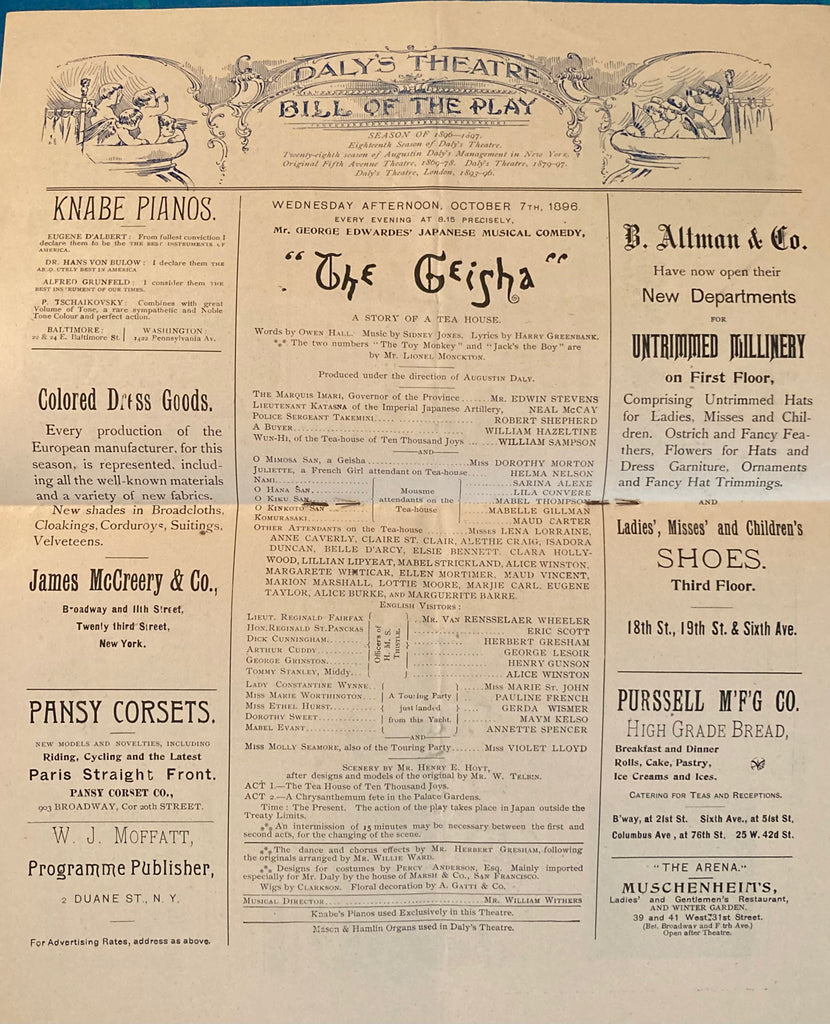 DALY'S THEATRE
BILL OF THE PLAY
SEASON OF 1896—1897.
Eighteenth Season of Daly's Theatre.
Twenty-eighth season of Augustin Daly's Management in New York.
Original Fifth Avenue Theatre, 1869-78. Daly's Theatre, 1879-97.
Daly's Theatre, London, 1893-96.
KNABE PIANOS.
EUGENE D'ALBERT: From fullest conviction I
declare them to be the THE BEST INSTRUMENTS OF
AMERICA.
DR. HANS VON BULOW: I declare them THE
ABSOLUTELY BEST IN AMERICA
ALFRED GRUNFELD: I consider them THE
BEST INSTRUMENT OF OUR TIMES.
P. TSCHAIKOVSKY: Combines with great
Volume of Tone, a rare sympathetic and Noble
Tone Colour and perfect action.
BALTIMORE: WASHINGTON:
22 & 24 E. Baltimore St. 1422 Pennsylvania Av.
Colored Dress Goods.
Every production of the
European manufacturer, for this
season, is represented, includ-
ing all the well-known materials
and a variety of new fabrics.
New shades in Broadcloths,
Cloakings, Corduroys, Suitings,
Velveteens.
James McCreery & Co.,
Broadway and 11th Street,
Twenty third Street,
New York.
PANSY CORSETS.
NEW MODELS AND NOVELTIES, INCLUDING
Riding, Cycling and the Latest
Paris Straight Front.
PANSY CORSET CO.,
903 BROADWAY, Cor 20th STREET.
W. J. MOFFATT,
Programme Publisher,
2 DUANE ST., N. Y.
For Advertising Rates, address as above.
WEDNESDAY AFTERNOON, OCTOBER 7TH, 1896.
EVERY EVENING AT 8.15 PRECISELY,
Mr. GEORGE EDWARDES' JAPANESE MUSICAL COMEDY,
"The Geisha"
A STORY OF A TEA HOUSE.
Words by OWEN HALL. Music by SIDNEY JONES. Lyrics by HARRY GREENBANK.
*** The two numbers "The Toy Monkey" and "Jack's the Boy" are
by Mr. LIONEL MONCKTON.
Produced under the direction of AUGUSTIN DALY.
THE MARQUIS IMARI, Governor of the Province......MR. EDWIN STEVENS
LIEUTENANT KATANA of the Imperial Japanese Artillery, NEAL McCAY
POLICE SERGEANT TAKEMINI........ROBERT SHEPHERD
A BUYER........WILLIAM HAZELTINE
WUN-HI, of the Tea-house of Ten Thousand Joys......WILLIAM SAMPSON
—AND—
O MIMOSA SAN, a Geisha........MISS DOROTHY MORTON
JULIETTE, a French Girl attendant on Tea-house......HELMA NELSON
NAMI........SARINA ALEXE
O HANA SAN........LILA CONVERE
O KIKU SAN........MABEL THOMPSON
O KINKOTO SAN........MABELLE GILLMAN
KOMURASAKI........MAUD CARTER
Mousme
attendants on the
Tea-house
OTHER ATTENDANTS on the Tea-house......MISSES LENA LORRAINE,
ANNE CAVERLY, CLAIRE ST. CLAIR, ALETHE CRAIG, ISADORA
DUNCAN, BELLE D'ARCY, ELSIE BENNETT, CLARA HOLLY-
WOOD, LILLIAN LIPYEAT, MABEL STRICKLAND, ALICE WINSTON,
MARGARETE WHITICAR, ELLEN MORTIMER, MAUD VINCENT,
MARION MARSHALL, LOTTIE MOORE, MARJIE CARL, EUGENE
TAYLOR, ALICE BURKE, AND MARGUERITE BARRE.
ENGLISH VISITORS:
LIEUT. REGINALD FAIRFAX........MR. VAN RENSSELAER WHEELER
HON. REGINALD ST. PANCRAS........ERIC SCOTT
DICK CUNNINGHAM........HERBERT GRESHAM
ARTHUR CUDDY........GEORGE LESOIR
GEORGE GRINSTON........HENRY GUNSON
TOMMY STANLEY, Middy........ALICE WINSTON
Officers of
H. M. S.
THISTLE.
LADY CONSTANTINE WYNNE........MISS MARIE ST. JOHN
MISS MARIE WORTHINGTON........PAULINE FRENCH
MISS ETHEL HURST........GERDA WISMER
DOROTHY SWEET........MAYM KELSO
MABEL EVANT........ANNETTE SPENCER
A Touring Party
just landed
from this Yacht.
—AND—
MISS MOLLY SEAMORE, also of the Touring Party......MISS VIOLET LLOYD
SCENERY by MR. HENRY E. HOYT,
after designs and models of the original by MR. W. TELBIN.
ACT 1.—The Tea House of Ten Thousand Joys.
ACT 2.—A Chrysanthemum fete in the Palace Gardens.
Time: The Present. The action of the play takes place in Japan outside the
Treaty Limits.
*** An intermission of 15 minutes may be necessary between the first and
second acts, for the changing of the scene.
*** The dance and chorus effects by MR. HERBERT GRESHAM, following
the originals arranged by MR. WILLIE WARDE.
*** Designs for costumes by PERCY ANDERSON, ESQ. Mainly imported
especially for Mr. Daly by the house of MARSH & CO., SAN FRANCISCO.
Wigs by CLARKSON. Floral decoration by A. GATTI & CO.
MUSICAL DIRECTOR........MR. WILLIAM WITHERS
Knabe's Pianos used Exclusively in this Theatre.
Mason & Hamlin Organs used in Daly's Theatre.
B. Altman & Co.
Have now open their
New Departments
FOR
UNTRIMMED MILLINERY
on First Floor,
Comprising Untrimmed Hats
for Ladies, Misses and Chil-
dren. Ostrich and Fancy Fea-
thers, Flowers for Hats and
Dress Garniture, Ornaments
and Fancy Hat Trimmings.
AND
Ladies', Misses' and Children's
SHOES.
Third Floor.
18th St., 19th St. & Sixth Ave.
PURSSELL M'F'G CO.
HIGH GRADE BREAD,
Breakfast and Dinner
Rolls, Cake, Pastry,
Ice Creams and Ices.
CATERING FOR TEAS AND RECEPTIONS.
B'way, at 21st St. Sixth Ave., at 51st St,
Columbus Ave, at 76th St, 25 W. 42d St.
"THE ARENA."
MUSCHENHEIM'S,
Ladies' and Gentlemen's Restaurant,
AND WINTER GARDEN.
39 and 41 West 31st Street.
(Bet. Broadway and Fifth Ave.)
Open after Theatre.